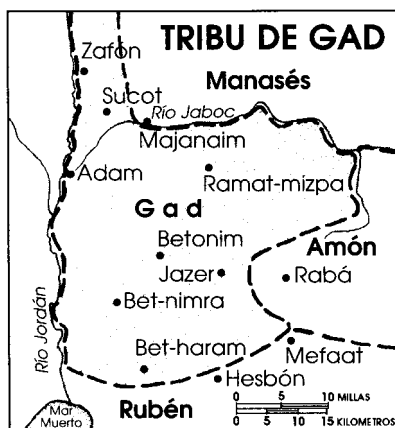 TRIBU DE GAD
Zafón
Manasés
Sucot
Río Jaboc
Majanaim
Adam
Ramat-mizpa
Gad
Betonim
Amón
Jazer
Rabá
Bet-nimra
Río Jordán
Bet-haram
Mefaat
Hesbón
Rubén
Mar
Muerto
0 5 10 MILLAS
0 5 10 15 KILOMETROS